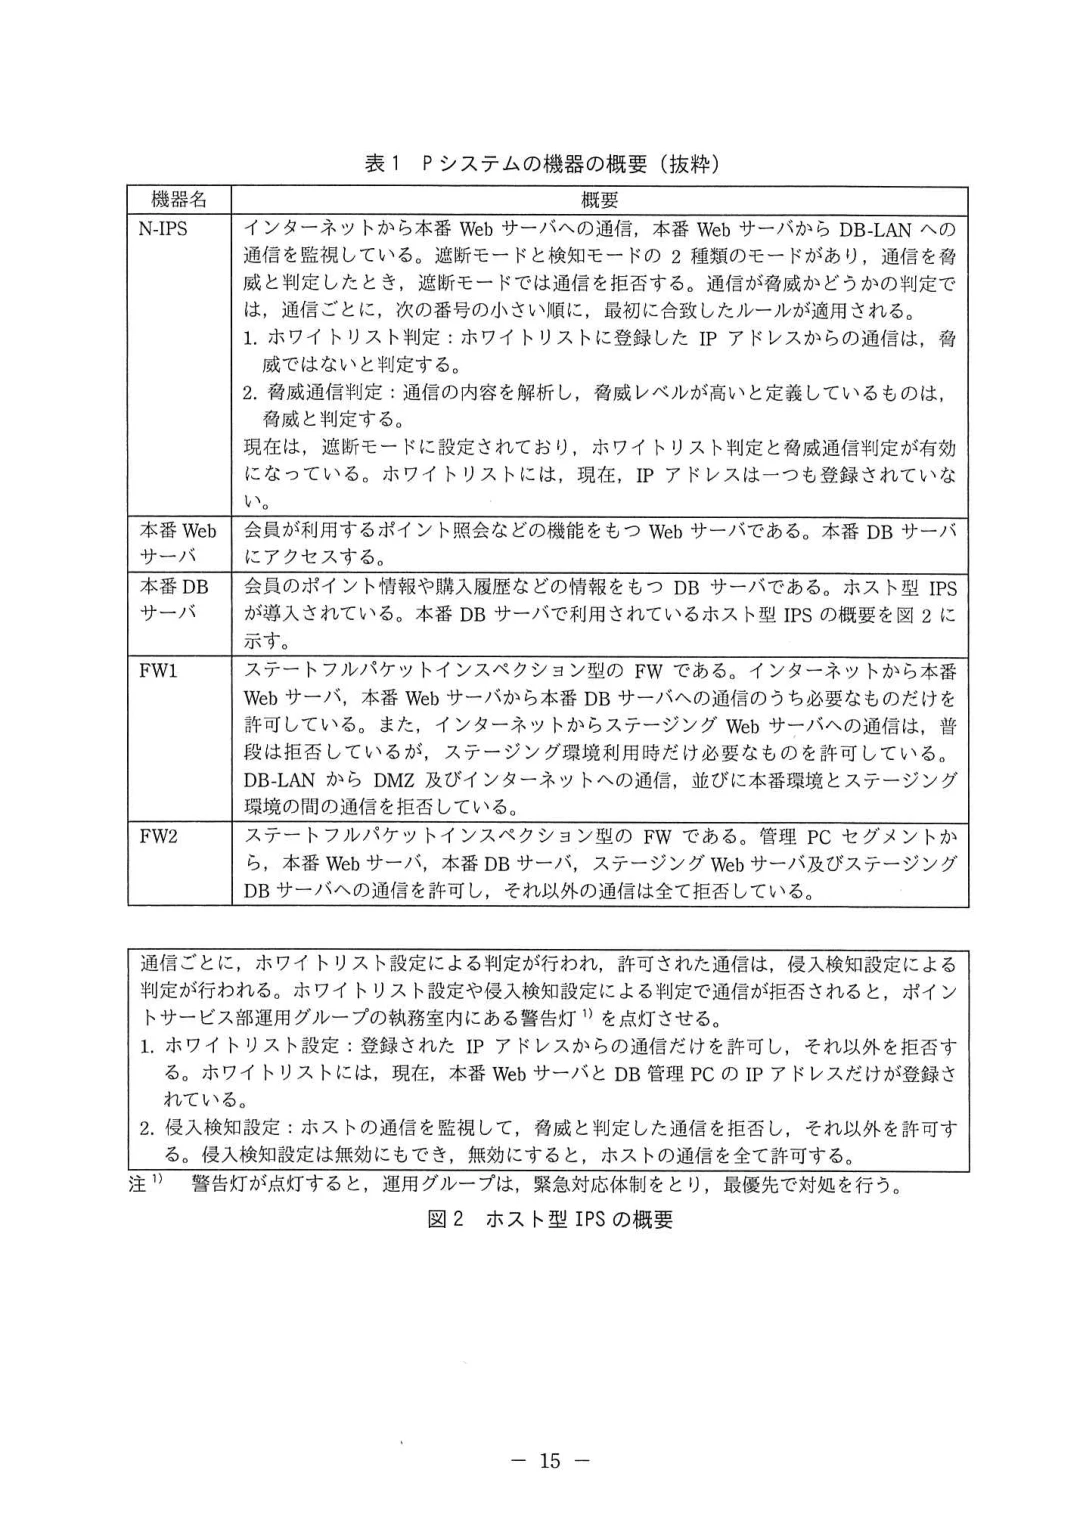 表1　Pシステムの機器の概要（抜粋）
機器名　概要
N-IPS　インターネットから本番 Web サーバへの通信，本番 Web サーバから DB-LAN への
通信を監視している。遮断モードと検知モードの 2 種類のモードがあり，通信を脅
威と判定したとき，遮断モードでは通信を拒否する。通信が脅威かどうかの判定で
は，通信ごとに，次の番号の小さい順に，最初に合致したルールが適用される。
1. ホワイトリスト判定：ホワイトリストに登録した IP アドレスからの通信は，脅
威ではないと判定する。
2. 脅威通信判定：通信の内容を解析し，脅威レベルが高いと定義しているものは，
脅威と判定する。
現在は，遮断モードに設定されており，ホワイトリスト判定と脅威通信判定が有効
になっている。ホワイトリストには，現在，IP アドレスは一つも登録されていな
い。
本番 Web
サーバ
会員が利用するポイント照会などの機能をもつ Web サーバである。本番 DB サーバ
にアクセスする。
本番 DB
サーバ
会員のポイント情報や購入履歴などの情報をもつ DB サーバである。ホスト型 IPS
が導入されている。本番 DB サーバで利用されているホスト型 IPS の概要を図 2 に
示す。
FW1　ステートフルパケットインスペクション型の FW である。インターネットから本番
Web サーバ，本番 Web サーバから本番 DB サーバへの通信のうち必要なものだけを
許可している。また，インターネットからステージング Web サーバへの通信は，普
段は拒否しているが，ステージング環境利用時だけ必要なものを許可している。
DB-LAN から DMZ 及びインターネットへの通信，並びに本番環境とステージング
環境の間の通信を拒否している。
FW2　ステートフルパケットインスペクション型の FW である。管理 PC セグメントか
ら，本番 Web サーバ，本番 DB サーバ，ステージング Web サーバ及びステージング
DB サーバへの通信を許可し，それ以外の通信は全て拒否している。
通信ごとに，ホワイトリスト設定による判定が行われ，許可された通信は，侵入検知設定による
判定が行われる。ホワイトリスト設定や侵入検知設定による判定で通信が拒否されると，ポイン
トサービス部運用グループの執務室内にある警告灯1) を点灯させる。
1. ホワイトリスト設定：登録された IP アドレスからの通信だけを許可し，それ以外を拒否す
る。ホワイトリストには，現在，本番 Web サーバと DB 管理 PC の IP アドレスだけが登録さ
れている。
2. 侵入検知設定：ホストの通信を監視して，脅威と判定した通信を拒否し，それ以外を許可す
る。侵入検知設定は無効にもでき，無効にすると，ホストの通信を全て許可する。
注1)　警告灯が点灯すると，運用グループは，緊急対応体制をとり，最優先で対処を行う。
図2　ホスト型 IPS の概要
－ 15 －